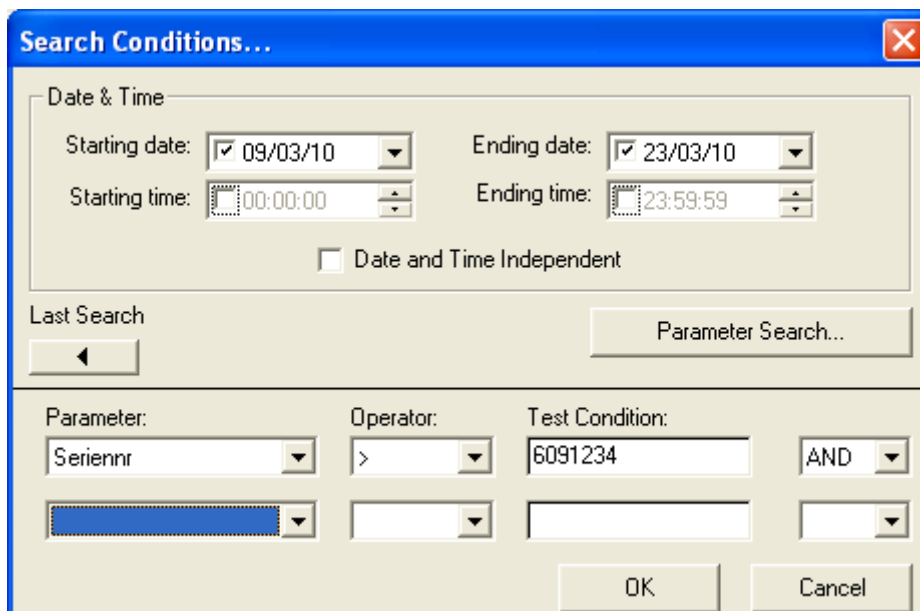 Search Conditions...
Date & Time
Starting date: 09/03/10 Ending date: 23/03/10
Starting time: 00:00:00 Ending time: 23:59:59
Date and Time Independent
Last Search
Parameter Search...
Parameter: Operator: Test Condition:
Seriennr > 6091234 AND
OK Cancel